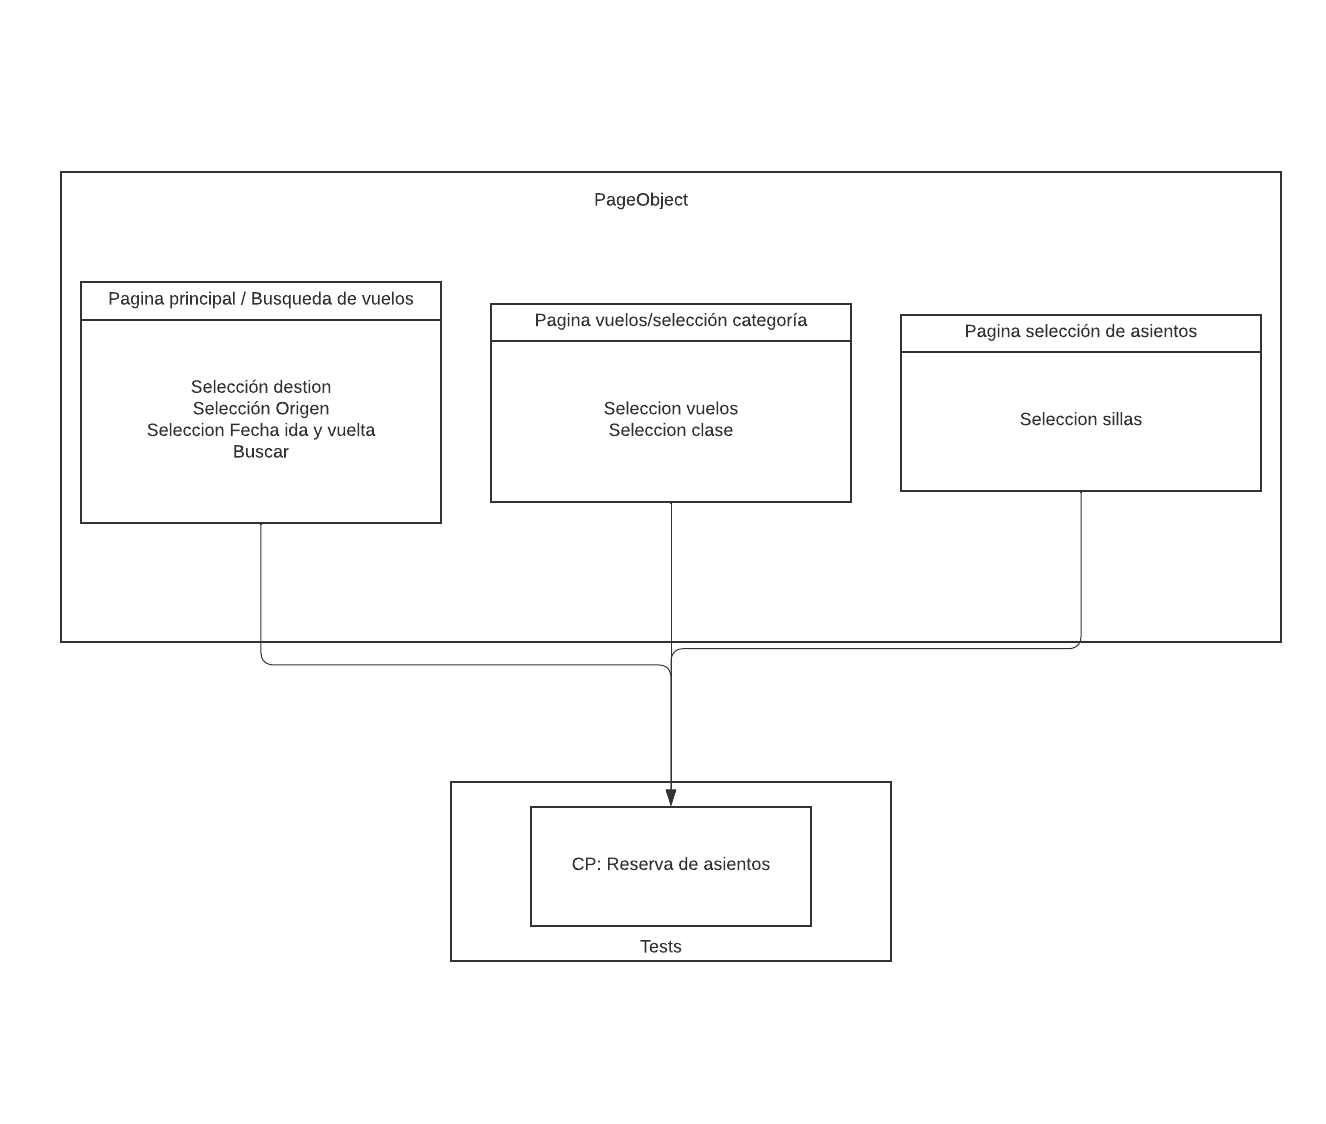 PageObject
Pagina principal / Busqueda de vuelos
Selección destion
Selección Origen
Seleccion Fecha ida y vuelta
Buscar
Pagina vuelos/selección categoría
Seleccion vuelos
Seleccion clase
Pagina selección de asientos
Seleccion sillas
CP: Reserva de asientos
Tests